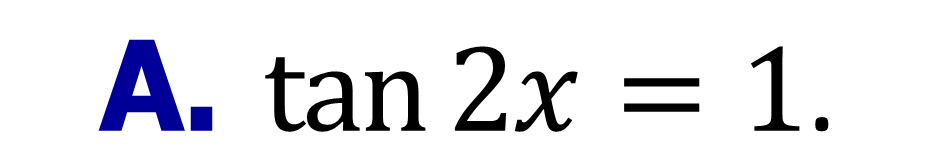 A. tan 2x = 1.